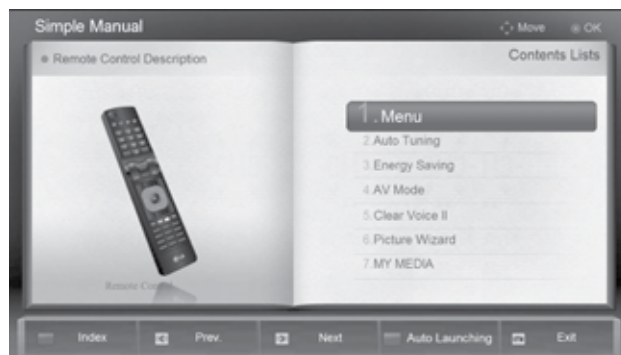 Simple Manual
Move OK
Remote Control Description
Remote Control
Contents Lists
1. Menu
2. Auto Tuning
3. Energy Saving
4. AV Mode
5. Clear Voice II
6. Picture Wizard
7. MY MEDIA
Index Prev. Next Auto Launching Exit